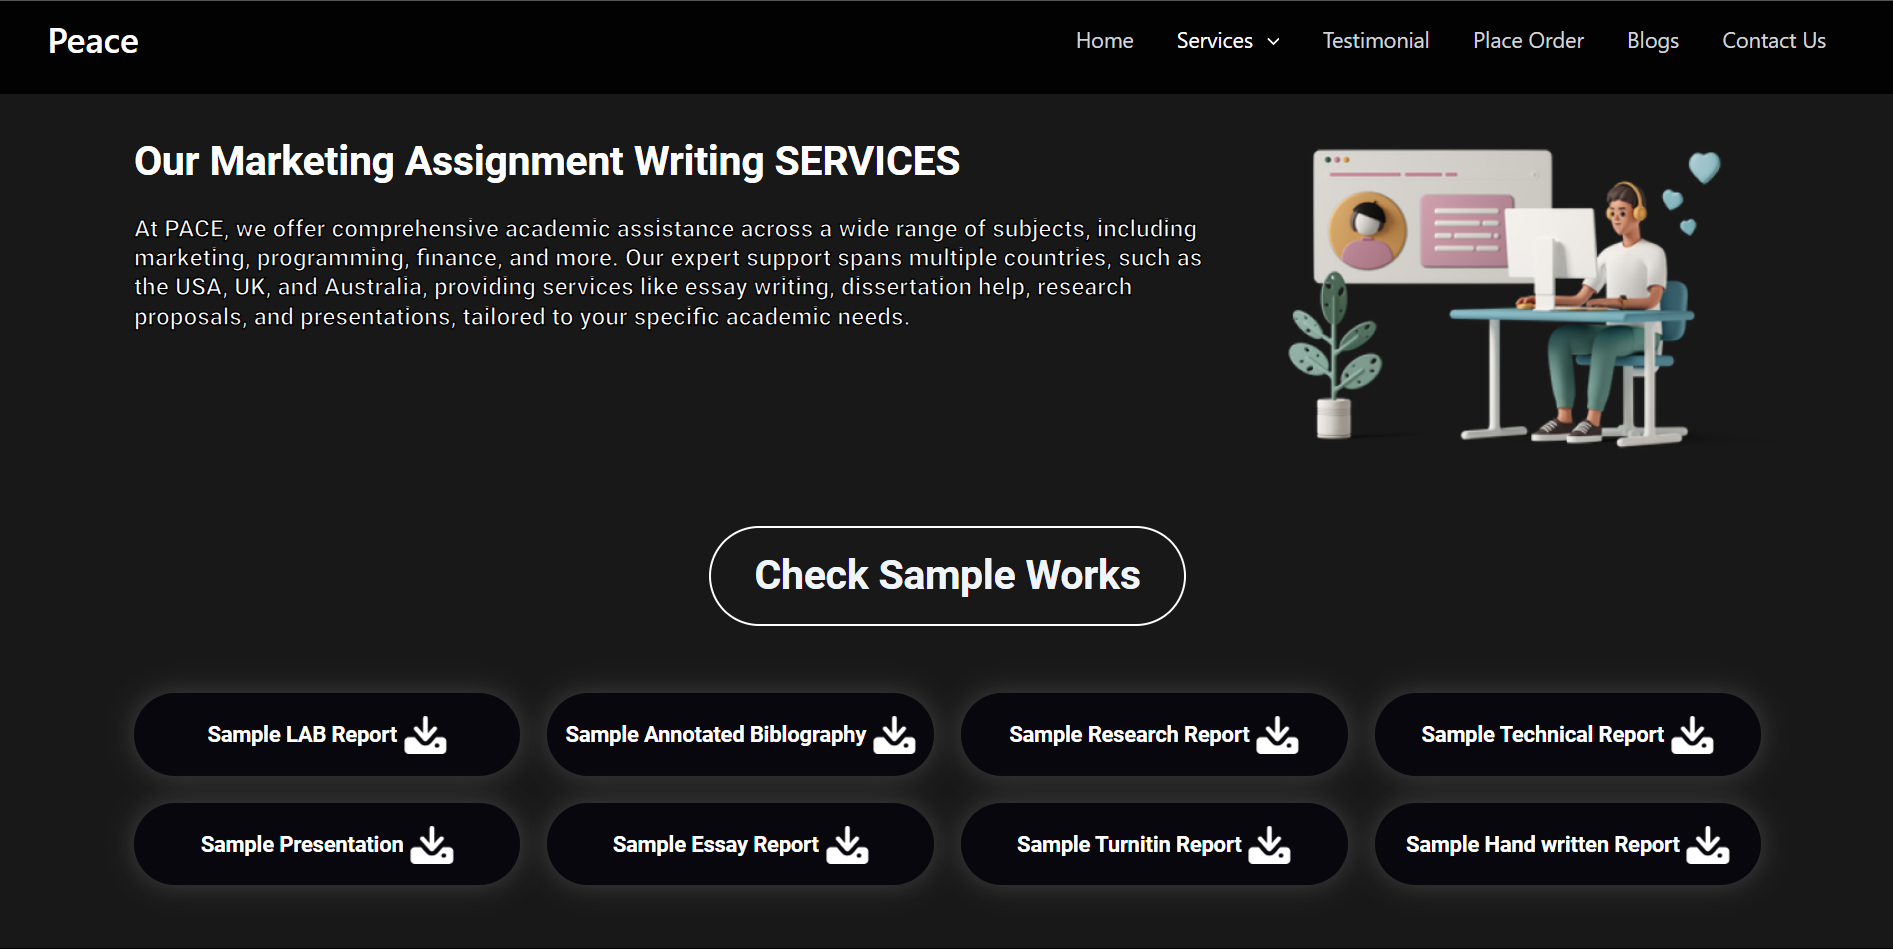 Peace
Home Services Testimonial Place Order Blogs Contact Us
Our Marketing Assignment Writing SERVICES
At PACE, we offer comprehensive academic assistance across a wide range of subjects, including
marketing, programming, finance, and more. Our expert support spans multiple countries, such as
the USA, UK, and Australia, providing services like essay writing, dissertation help, research
proposals, and presentations, tailored to your specific academic needs.
Check Sample Works
Sample LAB Report
Sample Annotated Biblography
Sample Research Report
Sample Technical Report
Sample Presentation
Sample Essay Report
Sample Turnitin Report
Sample Hand written Report